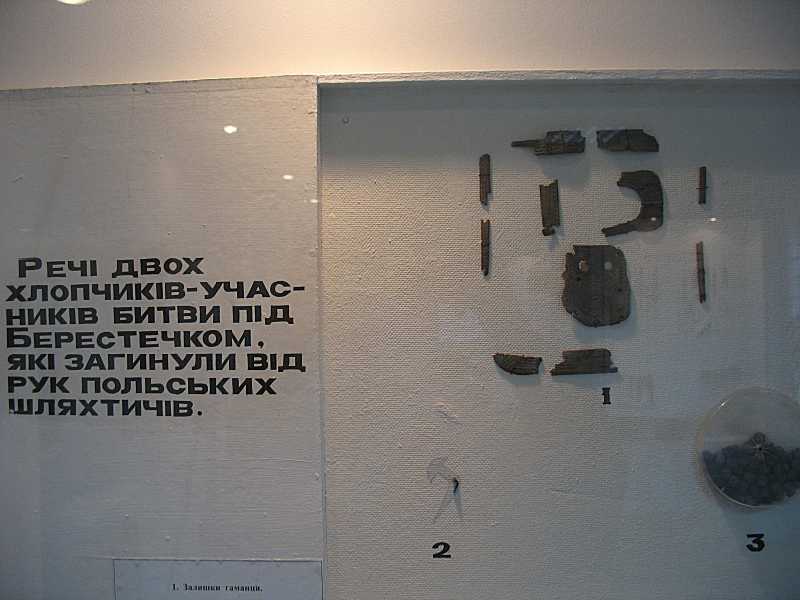 Речі двох
хлопчиків-учас-
ників битви під
Берестечком,
які загинули від
рук польських
шляхтичів.
1
2
3
1. Залишки гаманця.